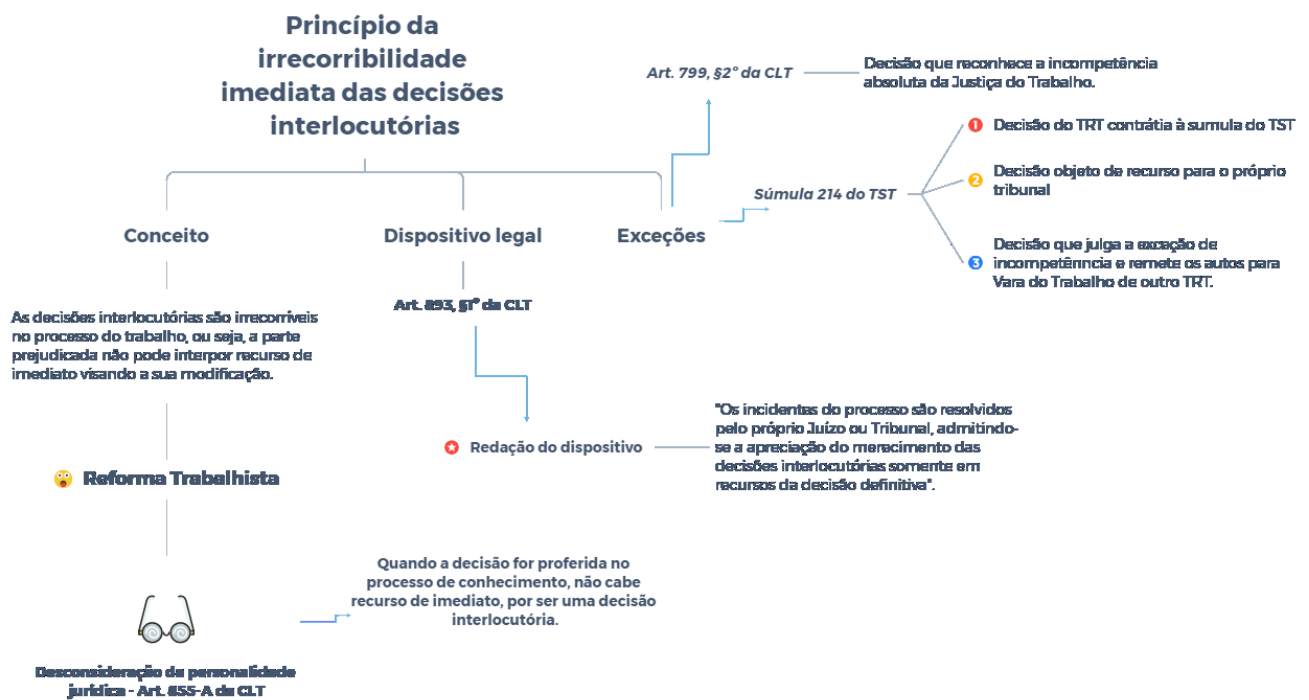 Princípio da
irrecorribilidade
imediata das decisões
interlocutórias
Art. 799, §2º da CLT
Decisão que reconhece a incompetência
absoluta da Justiça do Trabalho.
Súmula 214 do TST
1 Decisão do TRT contrátia à sumula do TST
2 Decisão objeto de recurso para o próprio
tribunal
3 Decisão que julga a exceção de
incompetêrincia e remete os autos para
Vara do Trabalho de outro TRT.
Conceito
Dispositivo legal
Exceções
As decisões interlocutórias são irrecorríveis
no processo do trabalho, ou seja, a parte
prejudicada não pode interpor recurso de
imediato visando a sua modificação.
Art. 893, §1º da CLT
Redação do dispositivo
"Os incidentes do processo são resolvidos
pelo próprio Juízo ou Tribunal, admitindo-
se a apreciação do merecimento das
decisões interlocutórias somente em
recursos da decisão definitiva".
Reforma Trabalhista
Quando a decisão for proferida no
processo de conhecimento, não cabe
recurso de imediato, por ser uma decisão
interlocutória.
Desconsideração da personalidade
jurídica - Art. 855-A da CLT